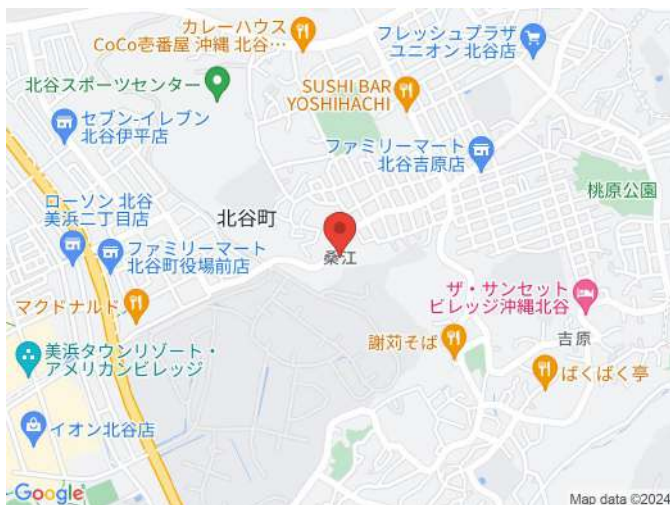 カレーハウス
CoCo壱番屋 沖縄 北谷…
フレッシュプラザ
ユニオン 北谷店
北谷スポーツセンター
SUSHI BAR
YOSHIHACHI
セブン-イレブン
北谷伊平店
ファミリーマート
北谷吉原店
桃原公園
ローソン 北谷
美浜二丁目店
北谷町
ファミリーマート
北谷町役場前店
桑江
ザ・サンセット
ビレッジ沖縄北谷
マクドナルド
謝苅そば
吉原
美浜タウンリゾート・
アメリカンビレッジ
ぱくぱく亭
イオン北谷店
Google
Map data ©2024